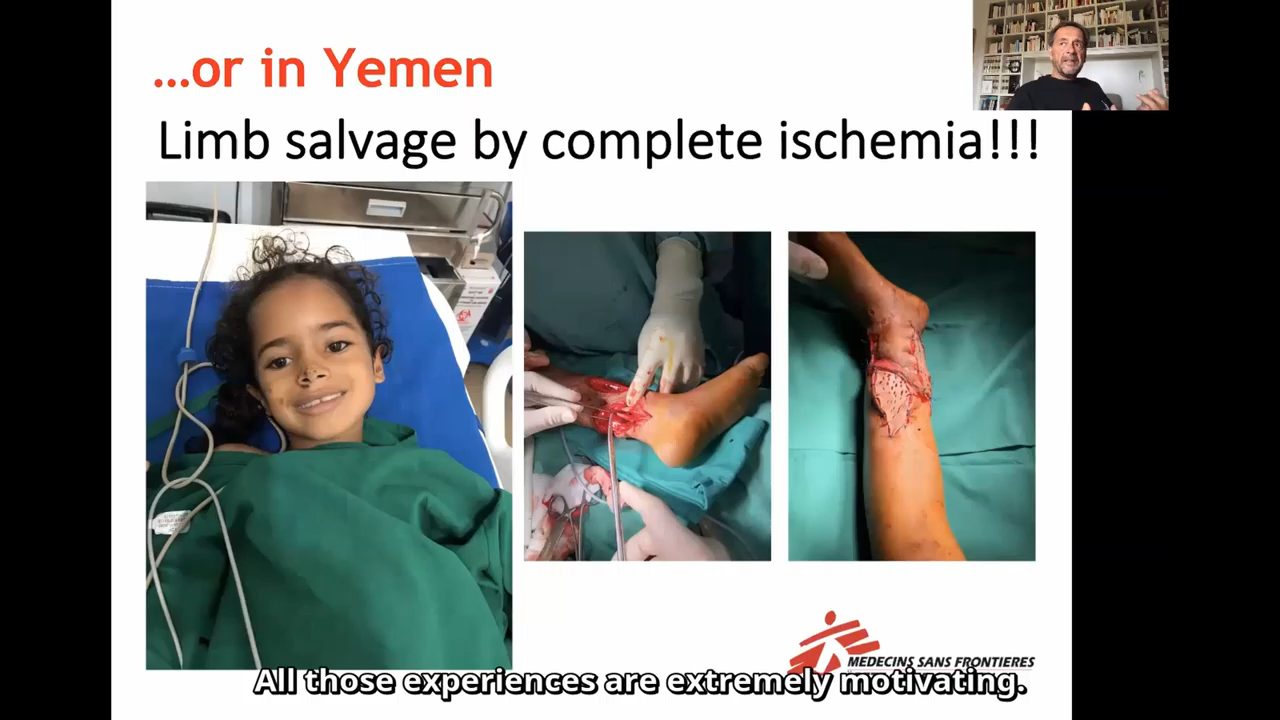 ...or in Yemen
Limb salvage by complete ischemia!!!
MEDECINS SANS FRONTIERES
All those experiences are extremely motivating.